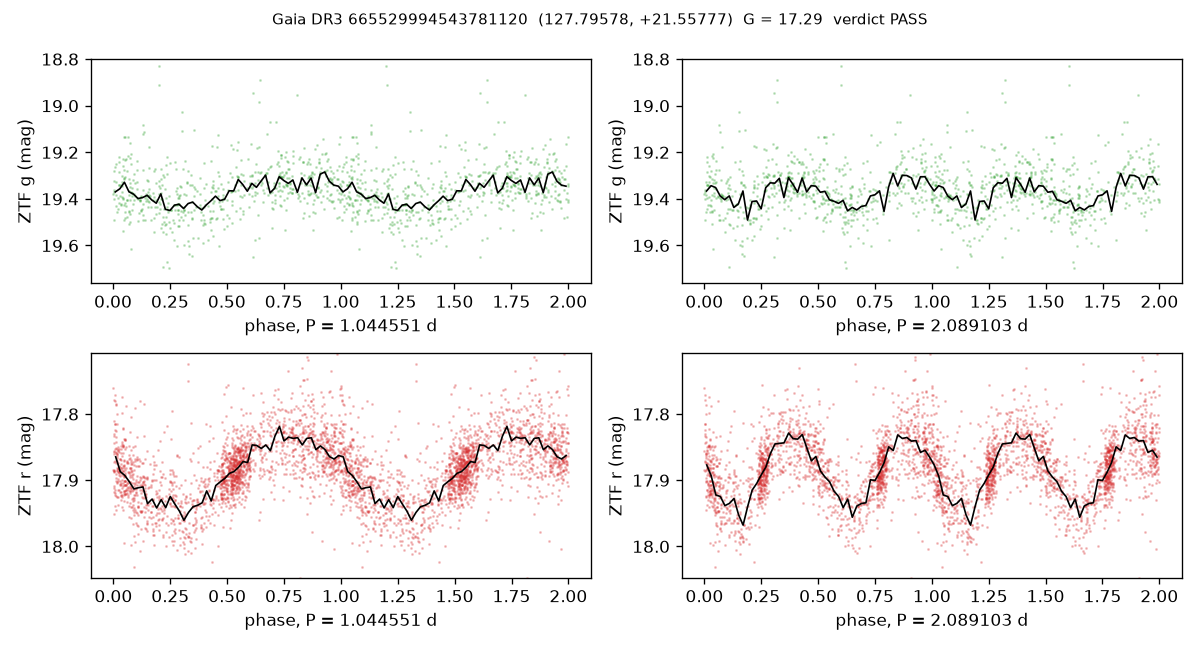 Gaia DR3 665529994543781120 (127.79578, +21.55777) G = 17.29 verdict PASS
18.8
19.0
19.2
19.4
19.6
ZTF g (mag)
0.00 0.25 0.50 0.75 1.00 1.25 1.50 1.75 2.00
phase, P = 1.044551 d
18.8
19.0
19.2
19.4
19.6
ZTF g (mag)
0.00 0.25 0.50 0.75 1.00 1.25 1.50 1.75 2.00
phase, P = 2.089103 d
17.8
17.9
18.0
ZTF r (mag)
0.00 0.25 0.50 0.75 1.00 1.25 1.50 1.75 2.00
phase, P = 1.044551 d
17.8
17.9
18.0
ZTF r (mag)
0.00 0.25 0.50 0.75 1.00 1.25 1.50 1.75 2.00
phase, P = 2.089103 d